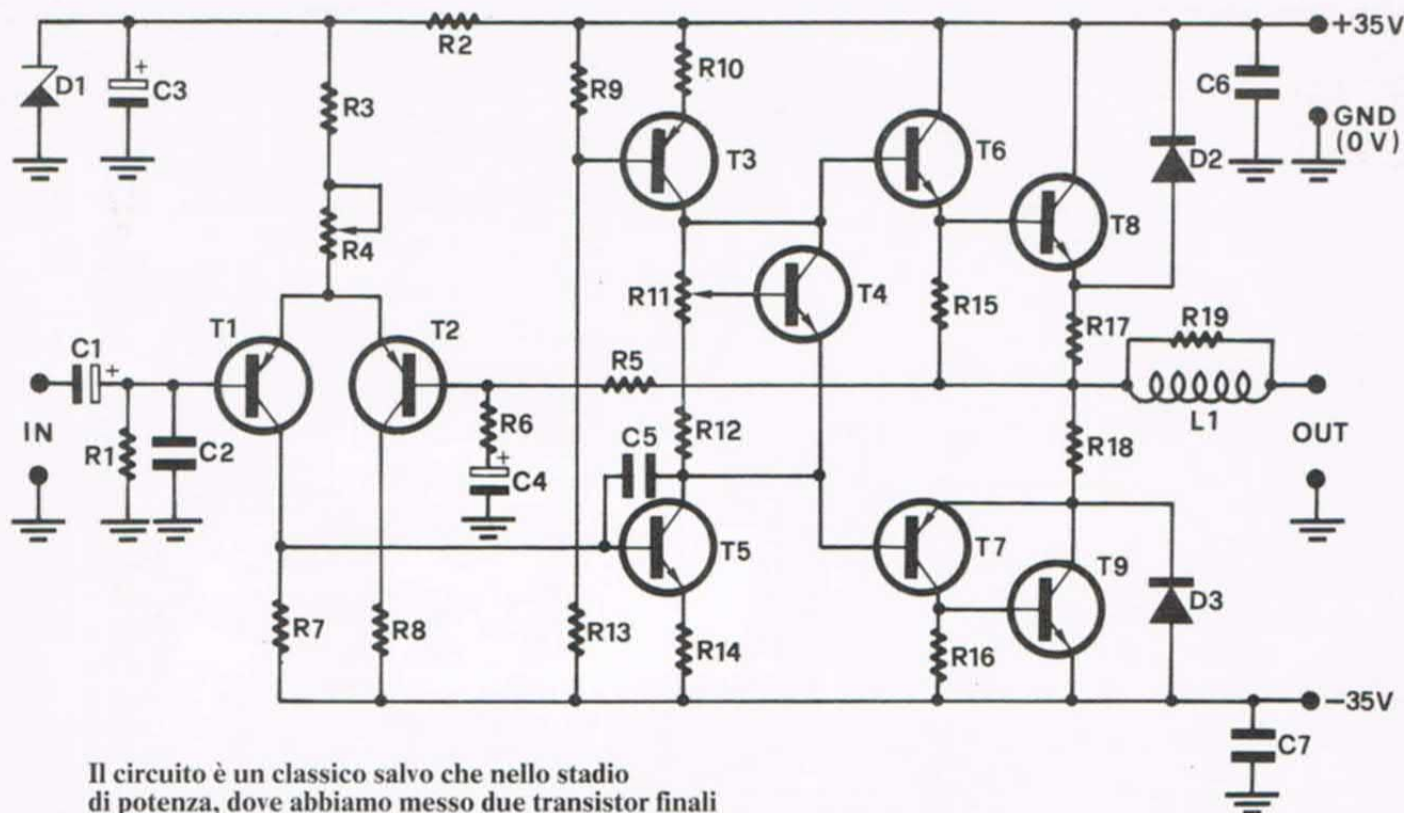 +35V
R2
D1
+
C3
R3
R9
R10
C6
GND
(0 V)
T3
T6
D2
R4
T8
R11
T4
R15
R19
T1
T2
C1
+
R5
R17
IN
R1
C2
R6
+
C4
C5
R12
L1
OUT
R18
T5
T7
T9
D3
R7
R8
R13
R14
R16
−35V
C7
Il circuito è un classico salvo che nello stadio
di potenza, dove abbiamo messo due transistor finali